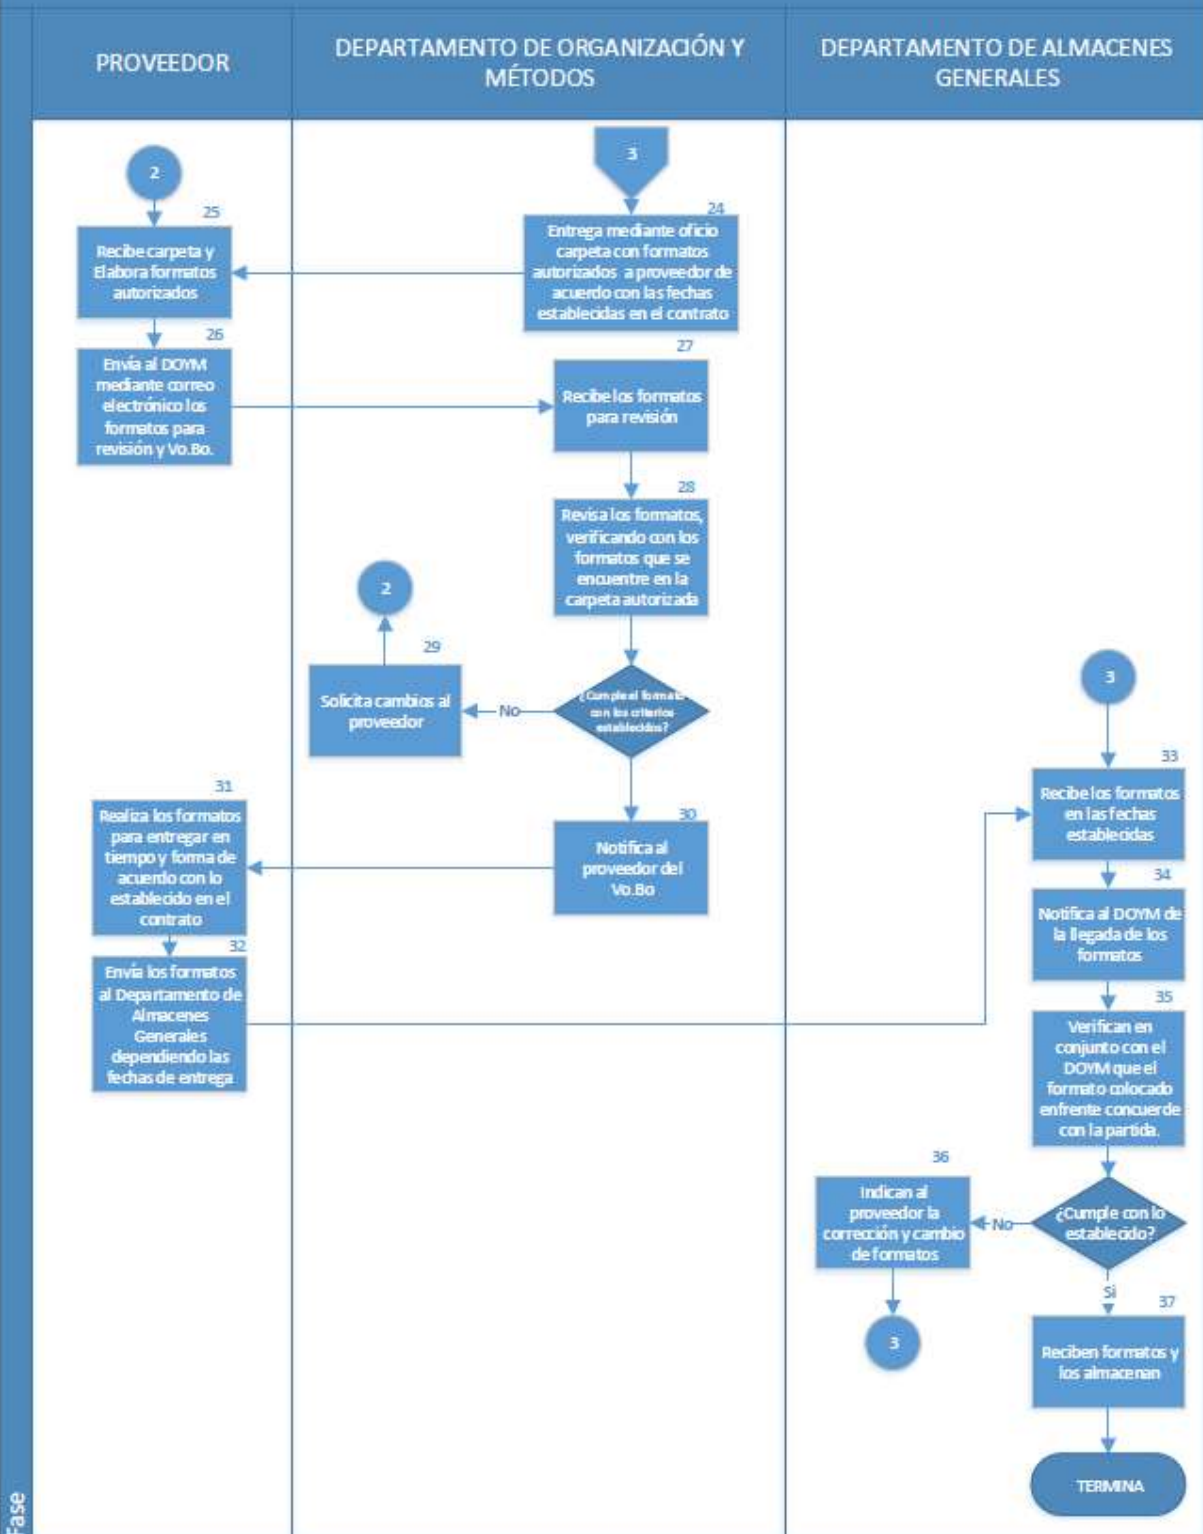 PROVEEDOR
DEPARTAMENTO DE ORGANIZACIÓN Y
MÉTODOS
DEPARTAMENTO DE ALMACENES
GENERALES
3
24
Entrega mediante oficio
carpeta con formatos
autorizados a proveedor de
acuerdo con las fechas
establecidas en el contrato
2
25
Recibe carpeta y
Elabora formatos
autorizados
26
Envía al DOYM
mediante correo
electrónico los
formatos para
revisión y Vo.Bo.
27
Recibe los formatos
para revisión
28
Revisa los formatos,
verificando con los
formatos que se
encuentre en la
carpeta autorizada
¿Cumple el formato
con los criterios
establecidos?
No
29
Solicita cambios al
proveedor
2
30
Notifica al
proveedor del
Vo.Bo
31
Realiza los formatos
para entregar en
tiempo y forma de
acuerdo con lo
establecido en el
contrato
32
Envía los formatos
al Departamento de
Almacenes
Generales
dependiendo las
fechas de entrega
3
33
Recibe los formatos
en las fechas
establecidas
34
Notifica al DOYM de
la llegada de los
formatos
35
Verifican en
conjunto con el
DOYM que el
formato colocado
enfrente concuerde
con la partida.
¿Cumple con lo
establecido?
No
36
Indican al
proveedor la
corrección y cambio
de formatos
3
Si
37
Reciben formatos y
los almacenan
TERMINA
Fase